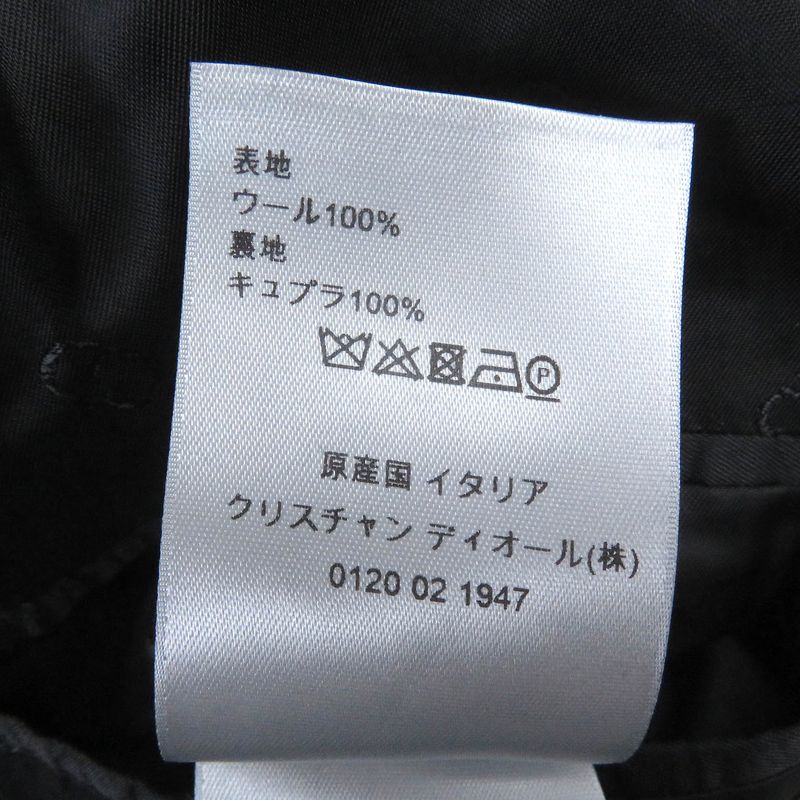 表地
ウール100%
裏地
キュプラ100%
P
原産国 イタリア
クリスチャン ディオール(株)
0120 02 1947